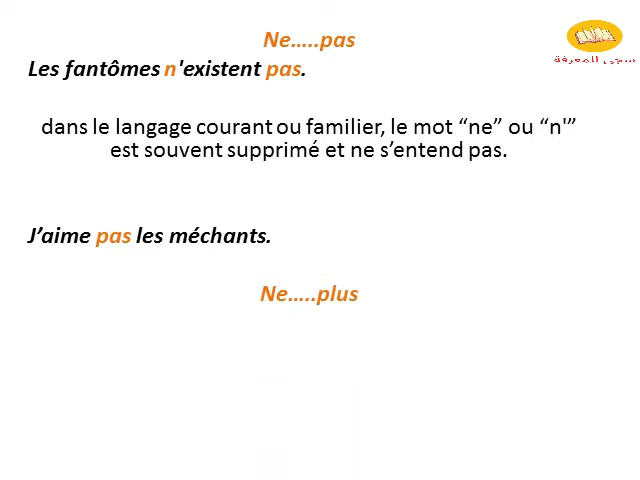 Ne…..pas
Les fantômes n'existent pas.
dans le langage courant ou familier, le mot “ne” ou “n'”
est souvent supprimé et ne s’entend pas.
J’aime pas les méchants.
Ne…..plus